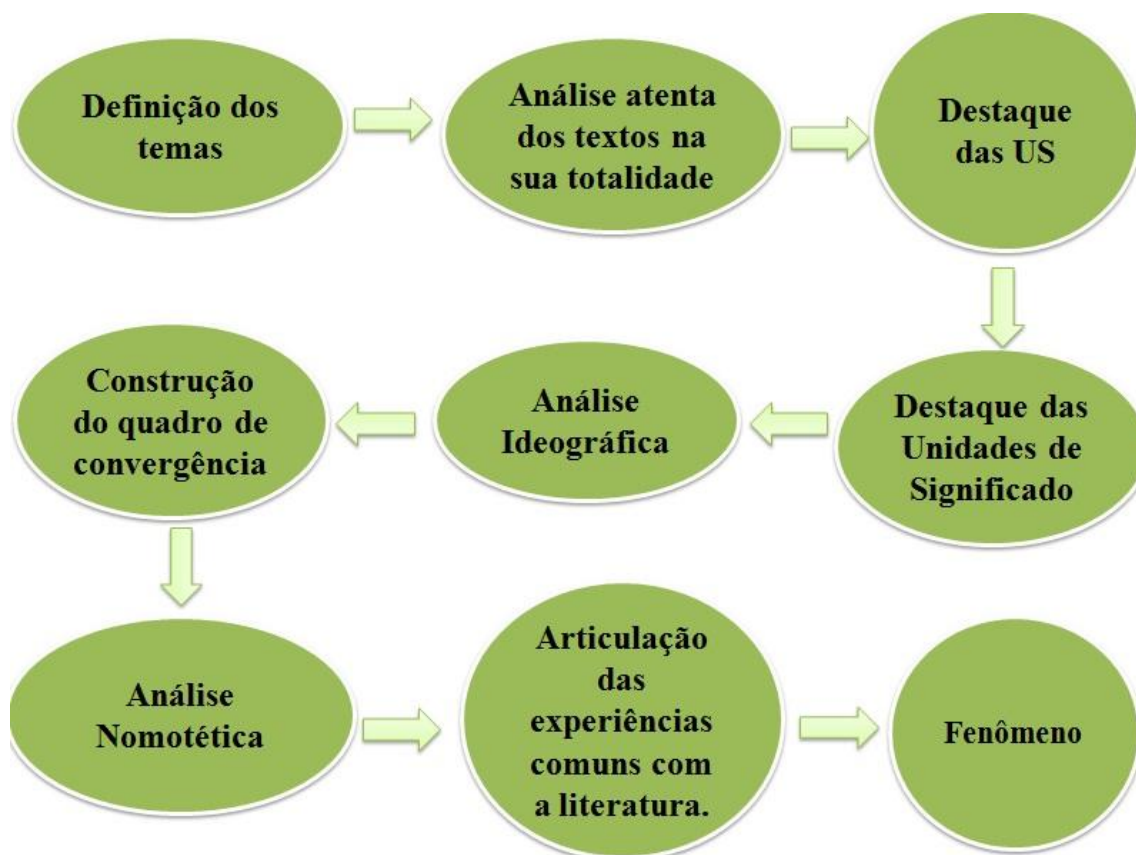 Definição dos
temas
Análise atenta
dos textos na
sua totalidade
Destaque
das US
Destaque das
Unidades de
Significado
Análise
Ideográfica
Construção
do quadro de
convergência
Análise
Nomotética
Articulação
das
experiências
comuns com
a literatura.
Fenômeno